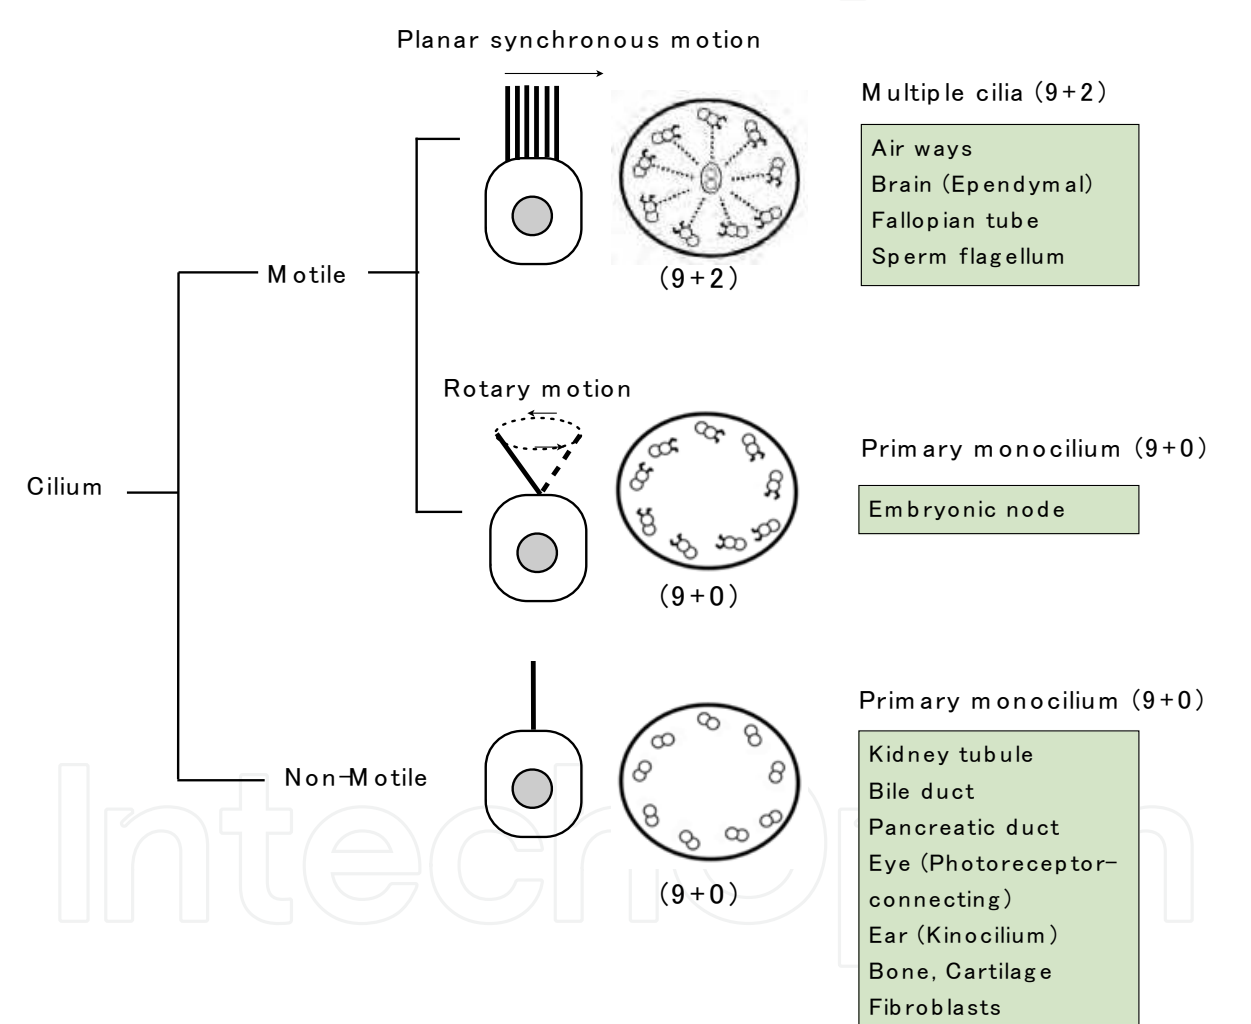 Planar synchronous motion
Multiple cilia (9+2)
Air ways
Brain (Ependymal)
Fallopian tube
Sperm flagellum
(9+2)
Motile
Rotary motion
Primary monocilium (9+0)
Embryonic node
(9+0)
Cilium
Primary monocilium (9+0)
Kidney tubule
Bile duct
Pancreatic duct
Eye (Photoreceptor-
connecting)
Ear (Kinocilium)
Bone, Cartilage
Fibroblasts
Non-Motile
(9+0)
IntechOpen